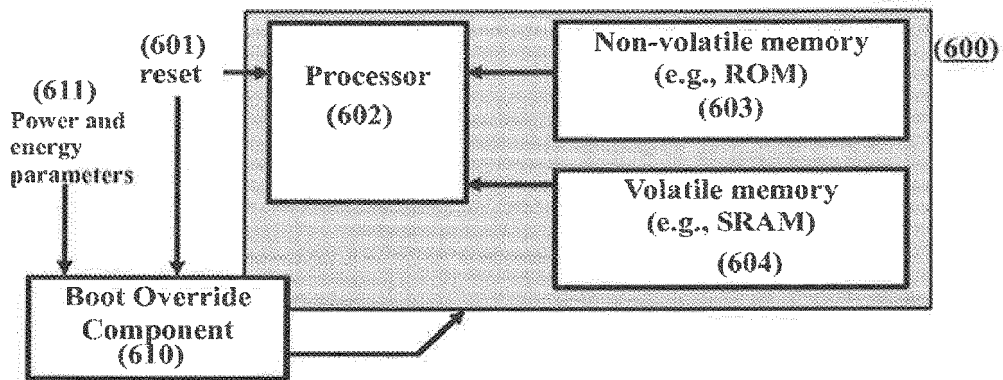 (601)
reset
(611)
Power and
energy
parameters
Processor
(602)
Non-volatile memory
(e.g., ROM)
(603)
(600)
Volatile memory
(e.g., SRAM)
(604)
Boot Override
Component
(610)